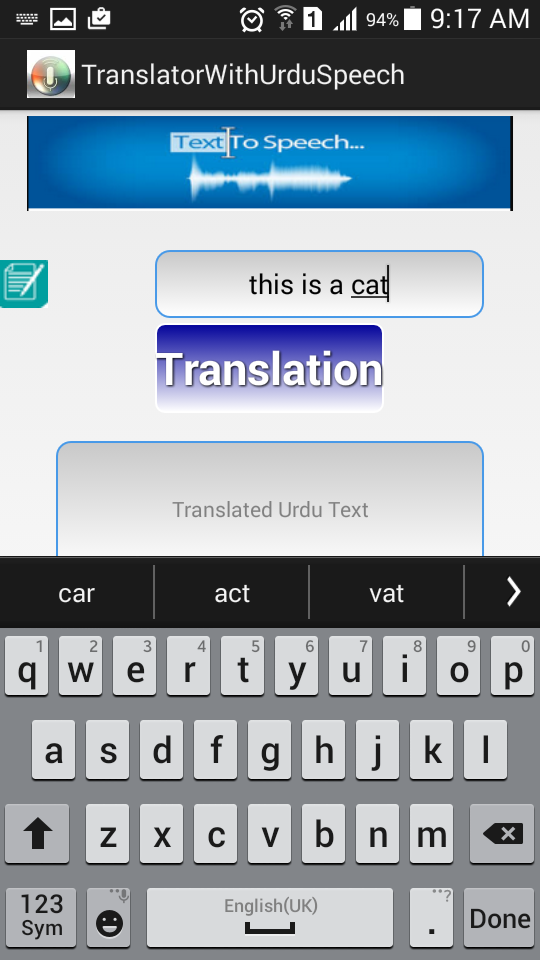 1 94% 9:17 AM
TranslatorWithUrduSpeech
Text To Speech...
this is a cat
Translation
Translated Urdu Text
car act vat
1 2 3 4 5 6 7 8 9 0
q w e r t y u i o p
a s d f g h j k l
z x c v b n m
123 English(UK) ?
Sym . Done